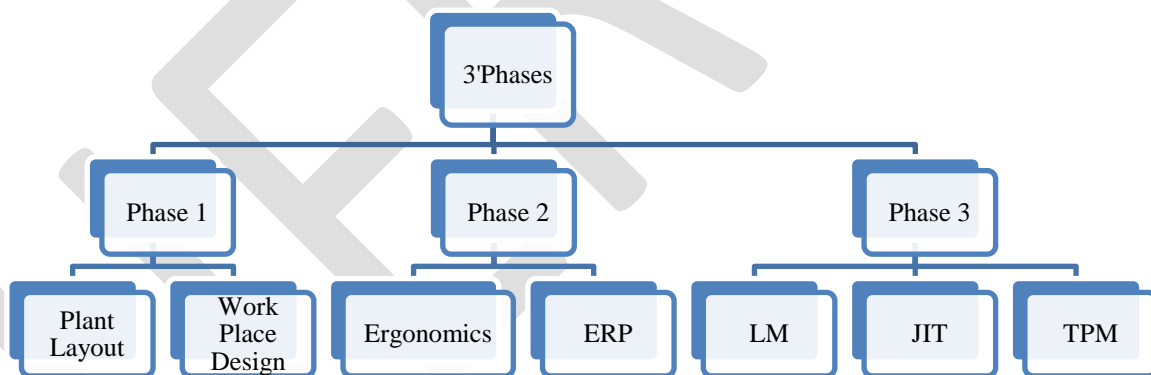 3'Phases
Phase 1
Phase 2
Phase 3
Plant
Layout
Work
Place
Design
Ergonomics
ERP
LM
JIT
TPM